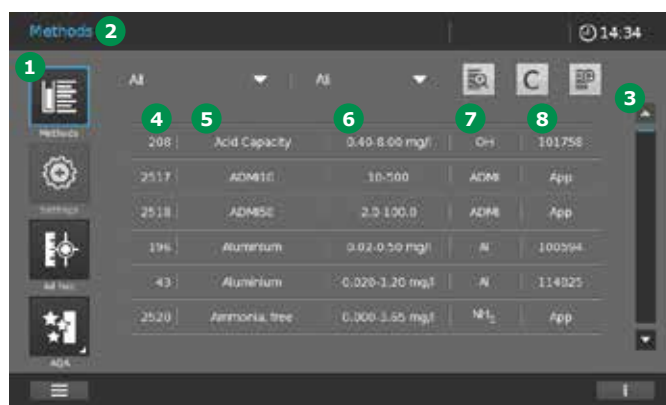 Methods 2
14:34
1
All All C
3
Methods
4 5 6 7 8
208 Acid Capacity 0.40-8.00 mg/l OH 101758
Settings
2517 ADMI10 10-500 ADMI App
2518 ADMI50 2.0-100.0 ADMI App
196 Aluminium 0.02-0.50 mg/l Al 100594
Ad hoc
43 Aluminium 0.020-1.20 mg/l Al 114825
2520 Ammonia, free 0.000-3.65 mg/l NH₃ App
AQA
i